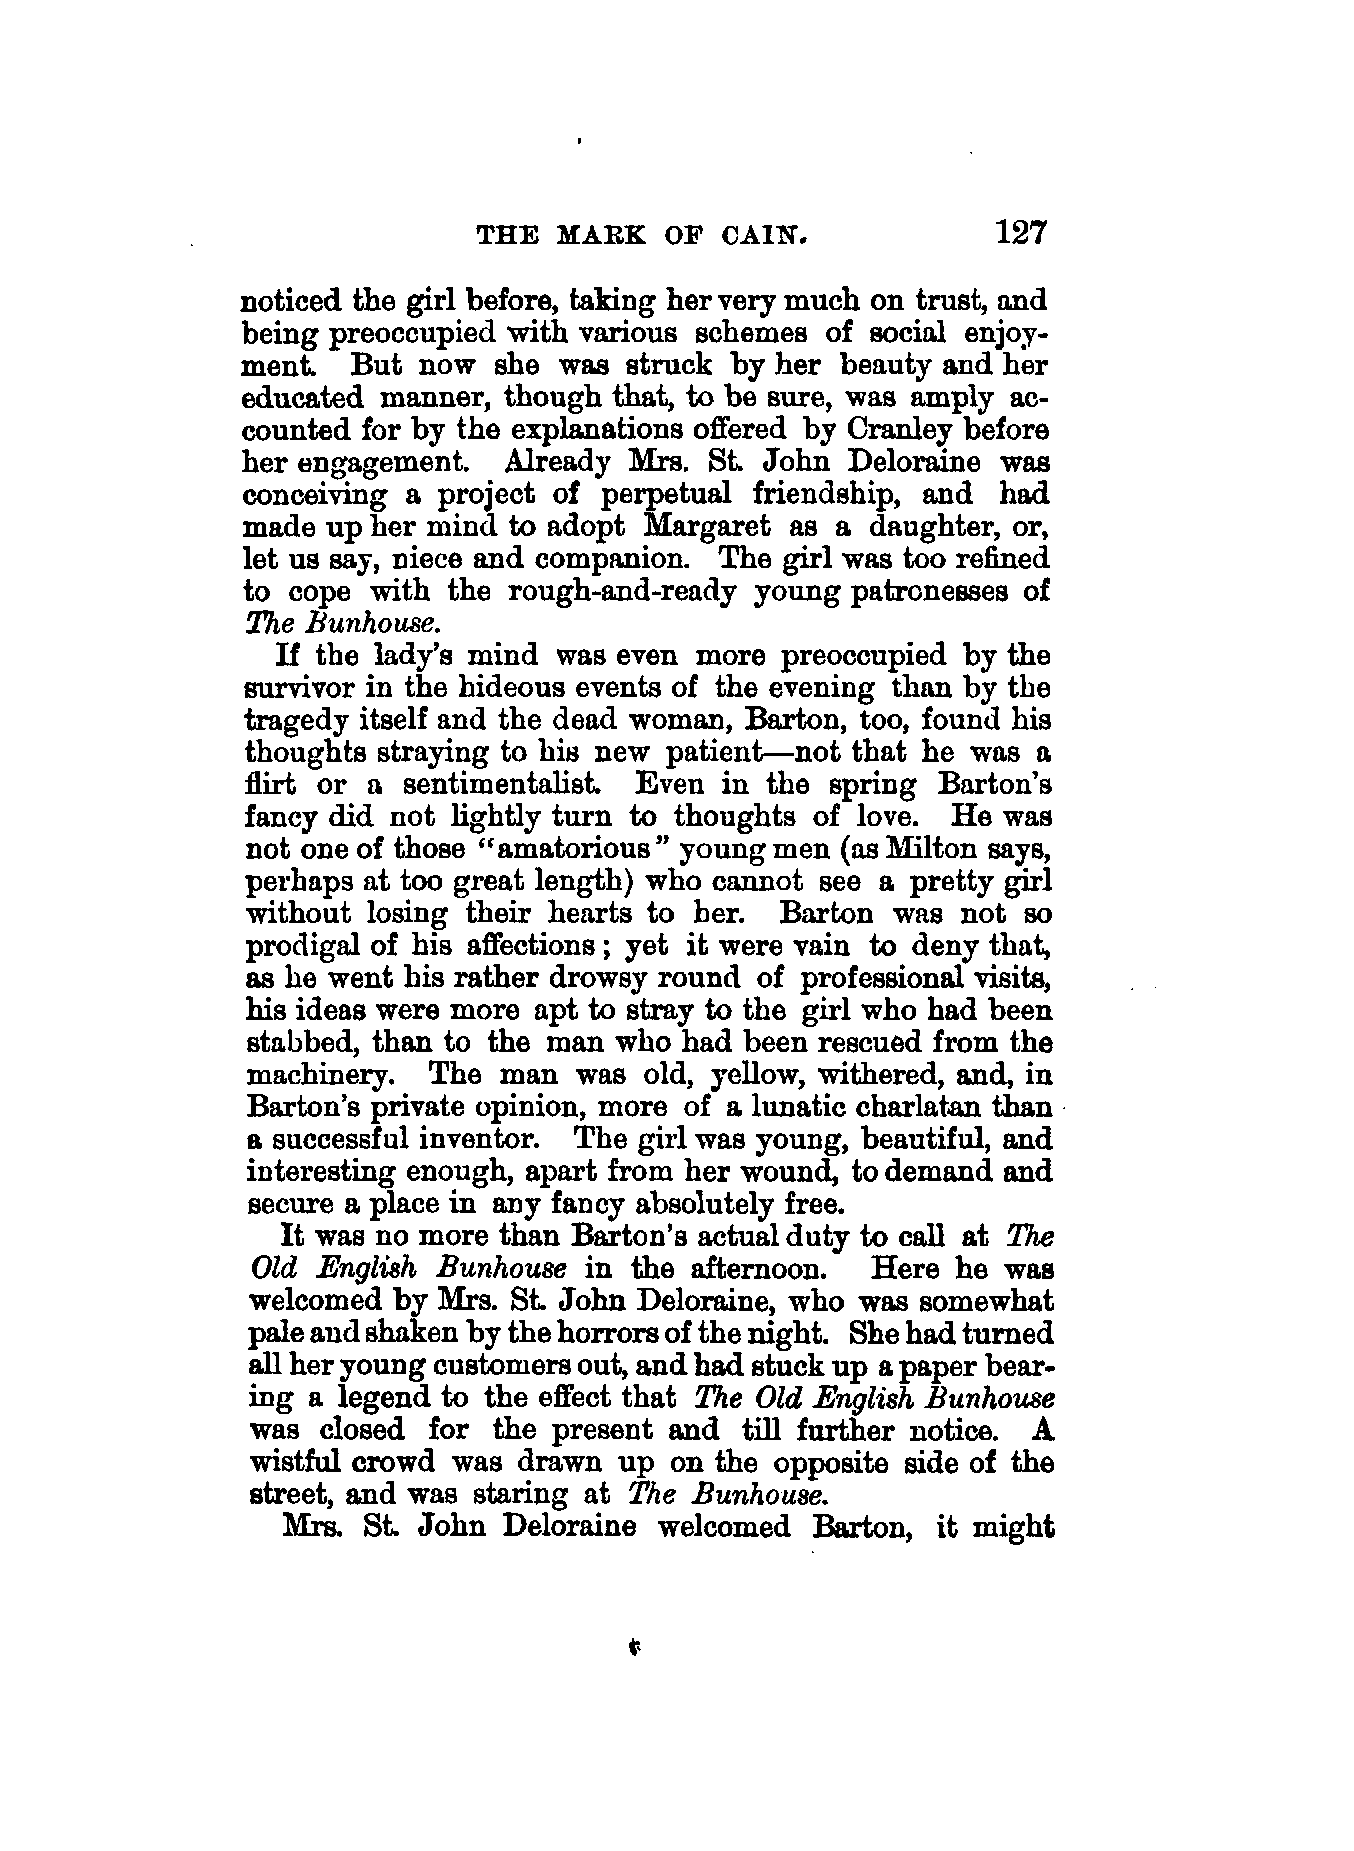 THE MARK OF CAIN. 127
noticed the girl before, taking her very much on trust, and
being preoccupied with various schemes of social enjoy-
ment. But now she was struck by her beauty and her
educated manner, though that, to be sure, was amply ac-
counted for by the explanations offered by Cranley before
her engagement. Already Mrs. St. John Deloraine was
conceiving a project of perpetual friendship, and had
made up her mind to adopt Margaret as a daughter, or,
let us say, niece and companion. The girl was too refined
to cope with the rough-and-ready young patronesses of
The Bunhouse.
If the lady's mind was even more preoccupied by the
survivor in the hideous events of the evening than by the
tragedy itself and the dead woman, Barton, too, found his
thoughts straying to his new patient—not that he was a
flirt or a sentimentalist. Even in the spring Barton's
fancy did not lightly turn to thoughts of love. He was
not one of those "amatorious" young men (as Milton says,
perhaps at too great length) who cannot see a pretty girl
without losing their hearts to her. Barton was not so
prodigal of his affections; yet it were vain to deny that,
as he went his rather drowsy round of professional visits,
his ideas were more apt to stray to the girl who had been
stabbed, than to the man who had been rescued from the
machinery. The man was old, yellow, withered, and, in
Barton's private opinion, more of a lunatic charlatan than
a successful inventor. The girl was young, beautiful, and
interesting enough, apart from her wound, to demand and
secure a place in any fancy absolutely free.
It was no more than Barton's actual duty to call at The
Old English Bunhouse in the afternoon. Here he was
welcomed by Mrs. St. John Deloraine, who was somewhat
pale and shaken by the horrors of the night. She had turned
all her young customers out, and had stuck up a paper bear-
ing a legend to the effect that The Old English Bunhouse
was closed for the present and till further notice. A
wistful crowd was drawn up on the opposite side of the
street, and was staring at The Bunhouse.
Mrs. St. John Deloraine welcomed Barton, it might